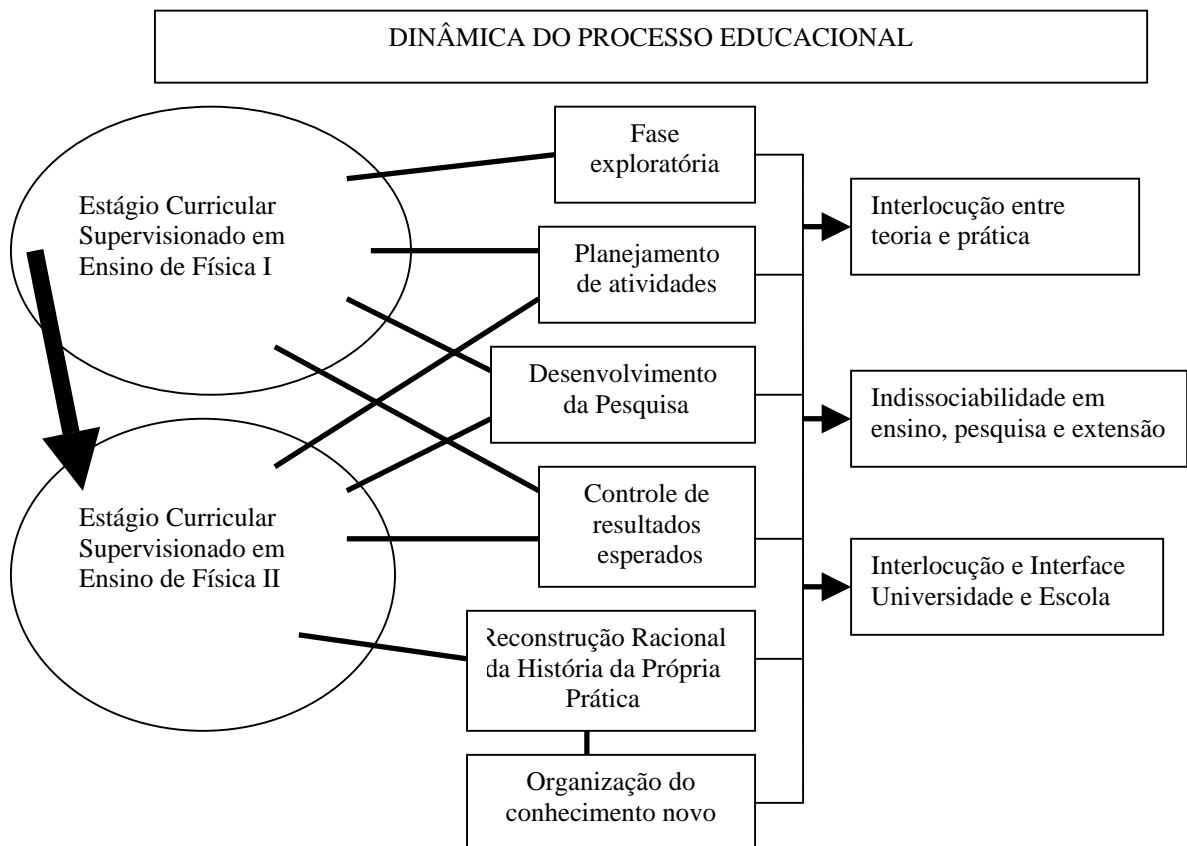 DINÂMICA DO PROCESSO EDUCACIONAL
Estágio Curricular
Supervisionado em
Ensino de Física I
Estágio Curricular
Supervisionado em
Ensino de Física II
Fase
exploratória
Planejamento
de atividades
Desenvolvimento
da Pesquisa
Controle de
resultados
esperados
Reconstrução Racional
da História da Própria
Prática
Organização do
conhecimento novo
Interlocução entre
teoria e prática
Indissociabilidade em
ensino, pesquisa e extensão
Interlocução e Interface
Universidade e Escola